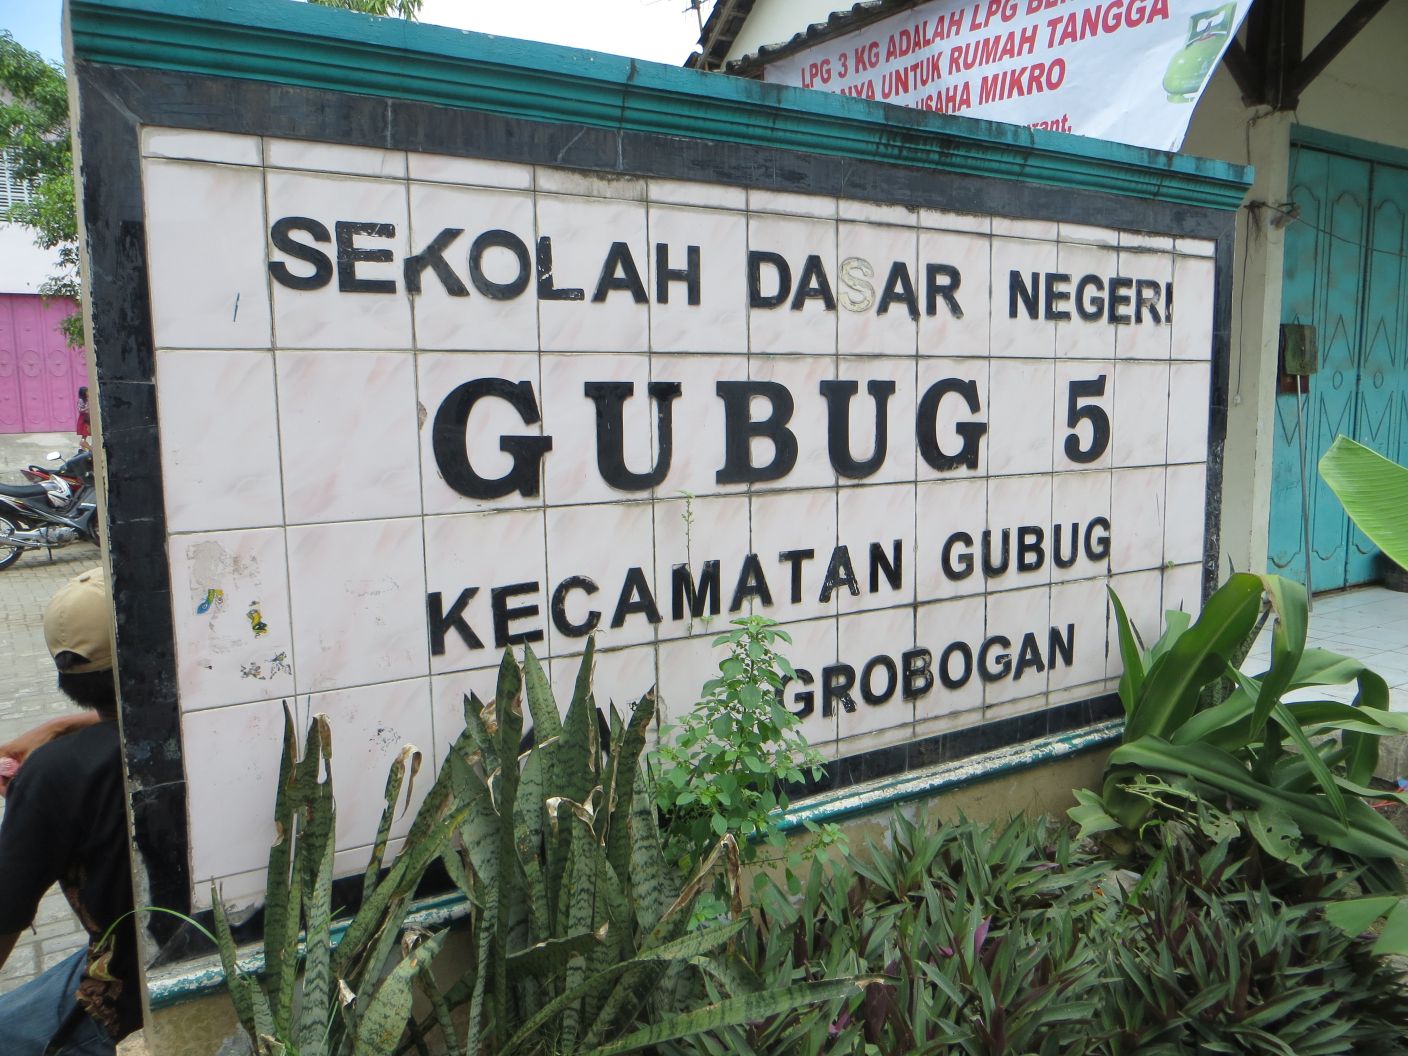 LPG 3 KG ADALAH LPG
UNTUK RUMAH TANGGA
USAHA MIKRO
SEKOLAH DASAR NEGERI
GUBUG 5
KECAMATAN GUBUG
GROBOGAN